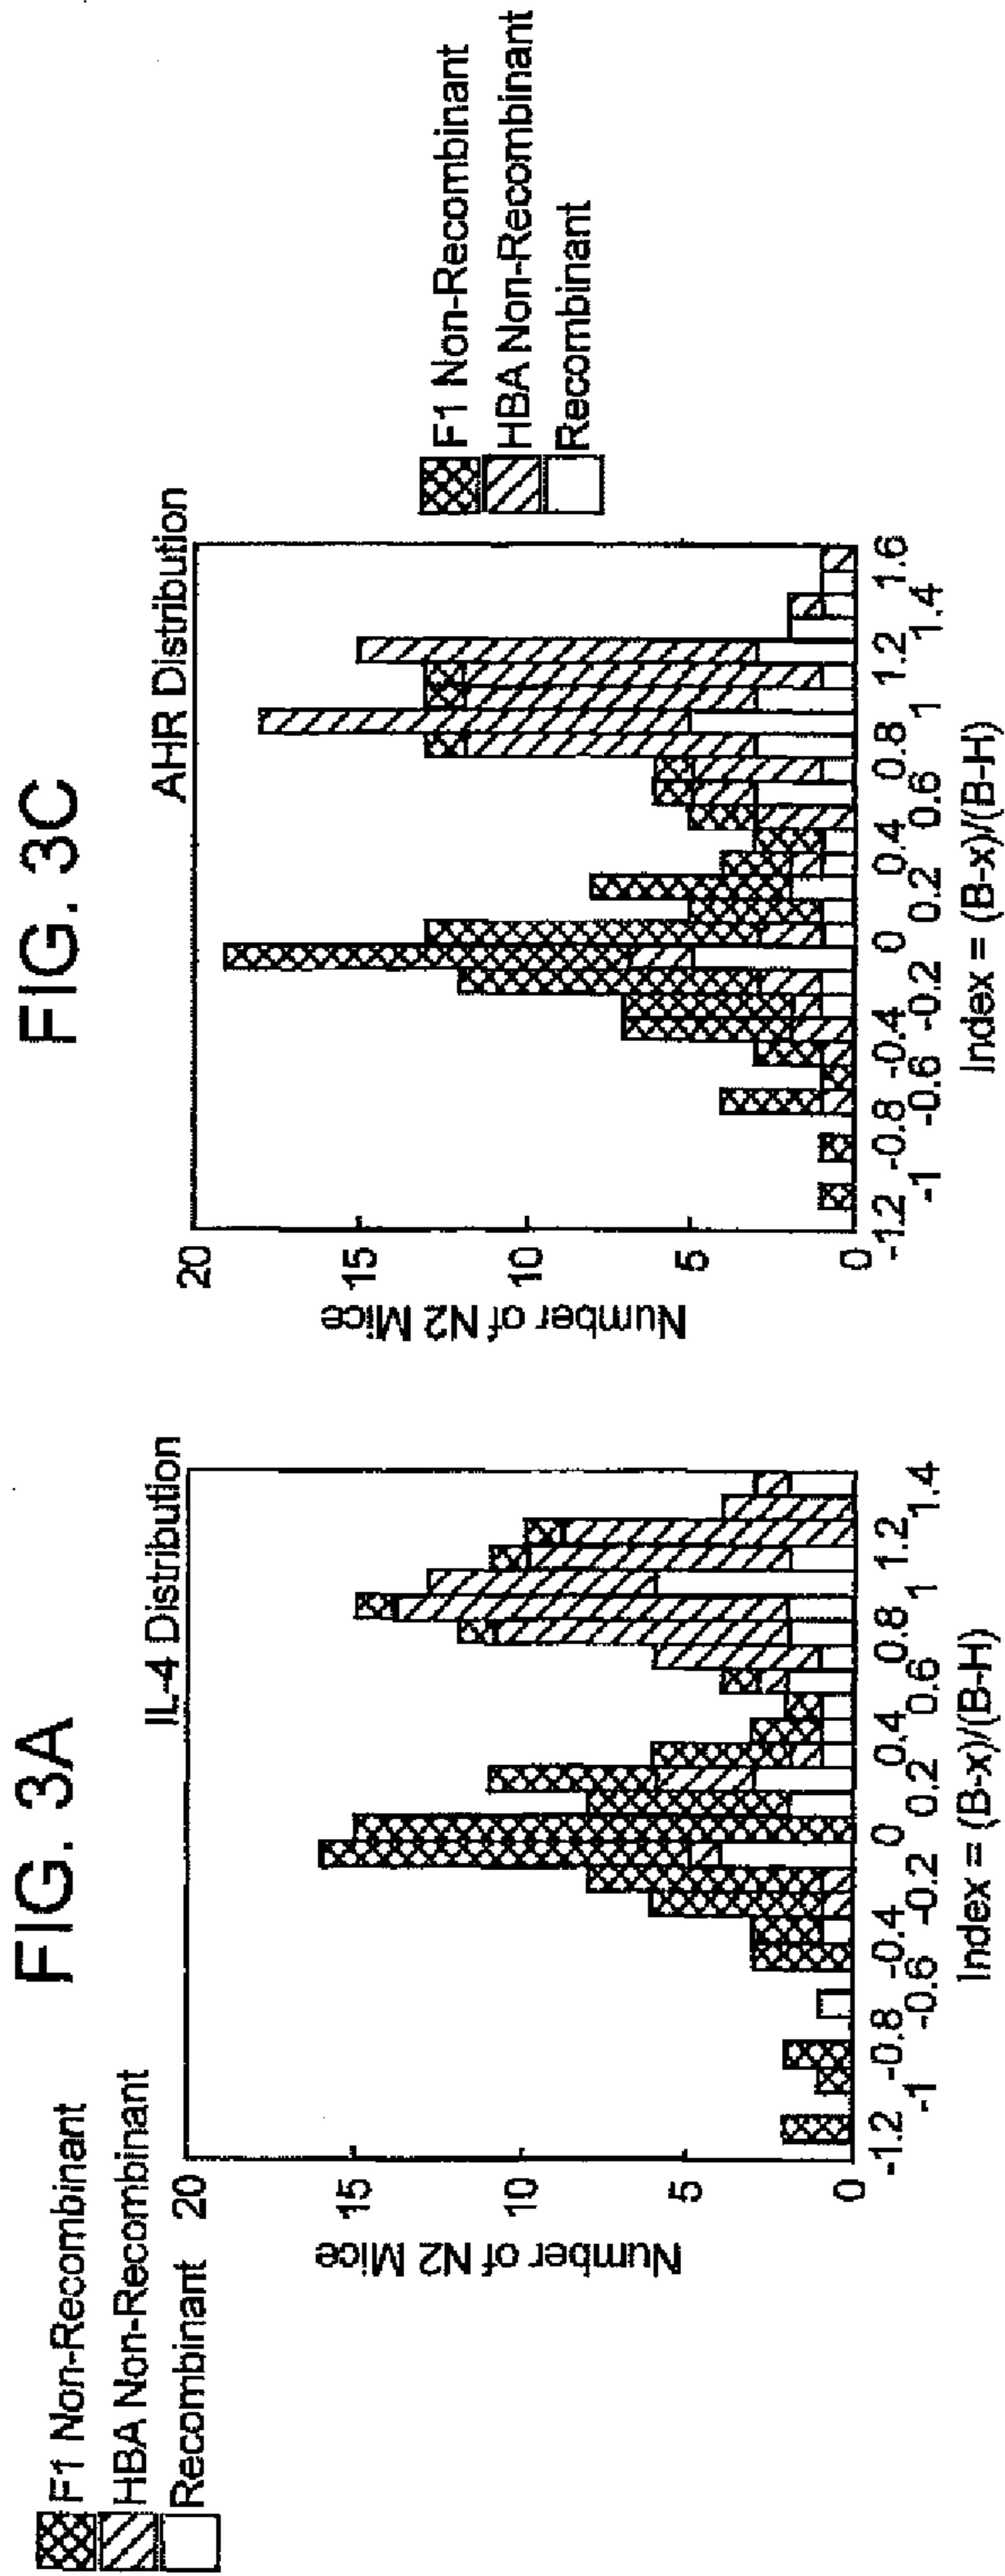 FIG. 3A
F1 Non-Recombinant
HBA Non-Recombinant
Recombinant
IL-4 Distribution
20
15
10
5
0
Number of N2 Mice
-1.2 -1 -0.8 -0.6 -0.4 -0.2 0 0.2 0.4 0.6 0.8 1 1.2 1.4
Index = (B-x)/(B-H)
FIG. 3C
AHR Distribution
20
15
10
5
0
Number of N2 Mice
-1.2 -1 -0.8 -0.6 -0.4 -0.2 0 0.2 0.4 0.6 0.8 1 1.2 1.4 1.6
Index = (B-x)/(B-H)
F1 Non-Recombinant
HBA Non-Recombinant
Recombinant